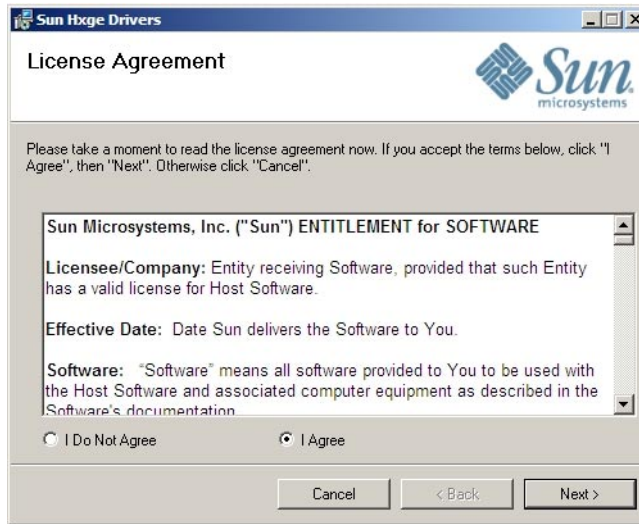 Sun Hxge Drivers
License Agreement
Sun
microsystems
Please take a moment to read the license agreement now. If you accept the terms below, click "I
Agree", then "Next". Otherwise click "Cancel".
Sun Microsystems, Inc. ("Sun") ENTITLEMENT for SOFTWARE
Licensee/Company: Entity receiving Software, provided that such Entity
has a valid license for Host Software.
Effective Date: Date Sun delivers the Software to You.
Software: “Software” means all software provided to You to be used with
the Host Software and associated computer equipment as described in the
Software's documentation.
I Do Not Agree
I Agree
Cancel
< Back
Next >